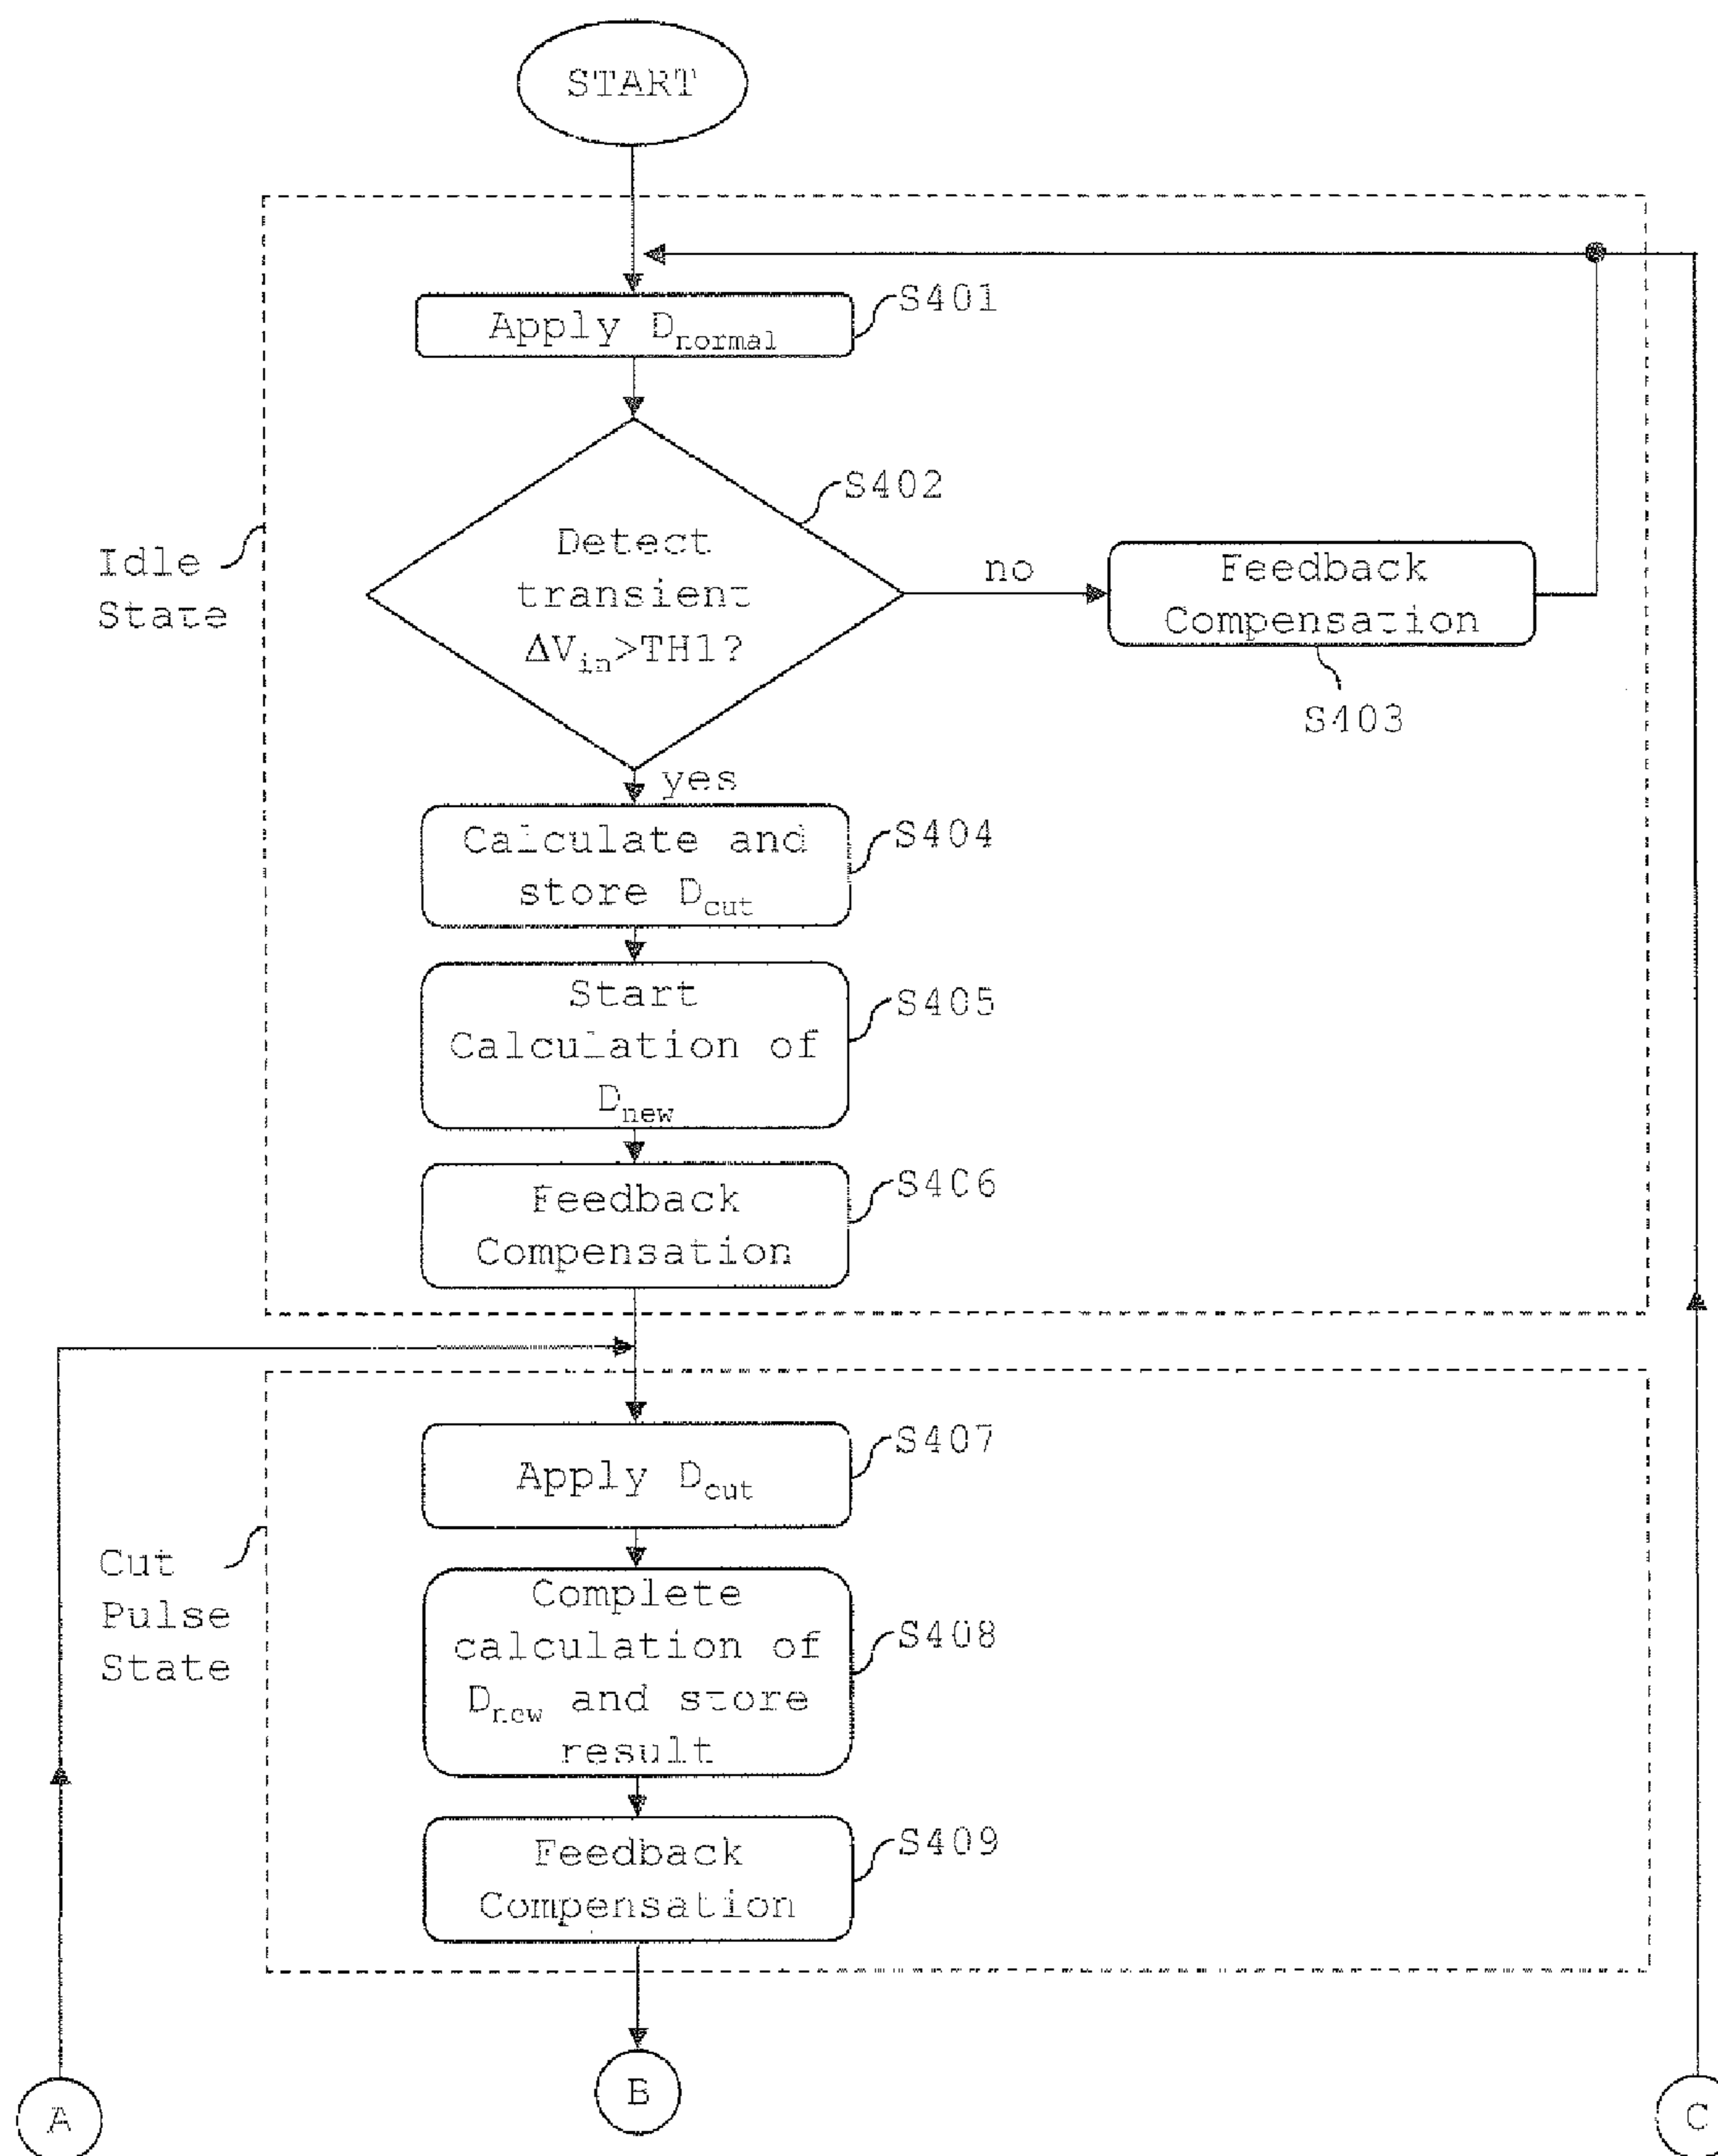 START
Apply Dnormal
S401
Detect
transient
ΔVin>TH1?
S402
no
Feedback
Compensation
S403
Idle
State
yes
Calculate and
store Dcut
S404
Start
Calculation of
Dnew
S405
Feedback
Compensation
S406
Apply Dcut
S407
Cut
Pulse
State
Complete
calculation of
Dnew and store
result
S408
Feedback
Compensation
S409
A
B
C